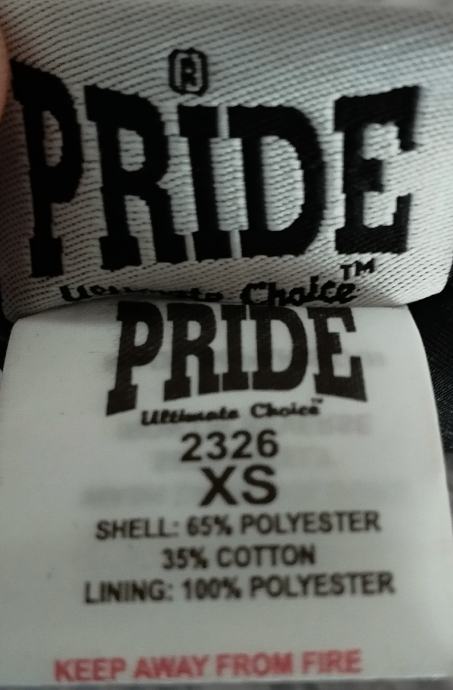 ®
PRIDE
Ultimate Choice™
PRIDE
Ultimate Choice™
2326
XS
SHELL: 65% POLYESTER
35% COTTON
LINING: 100% POLYESTER
KEEP AWAY FROM FIRE